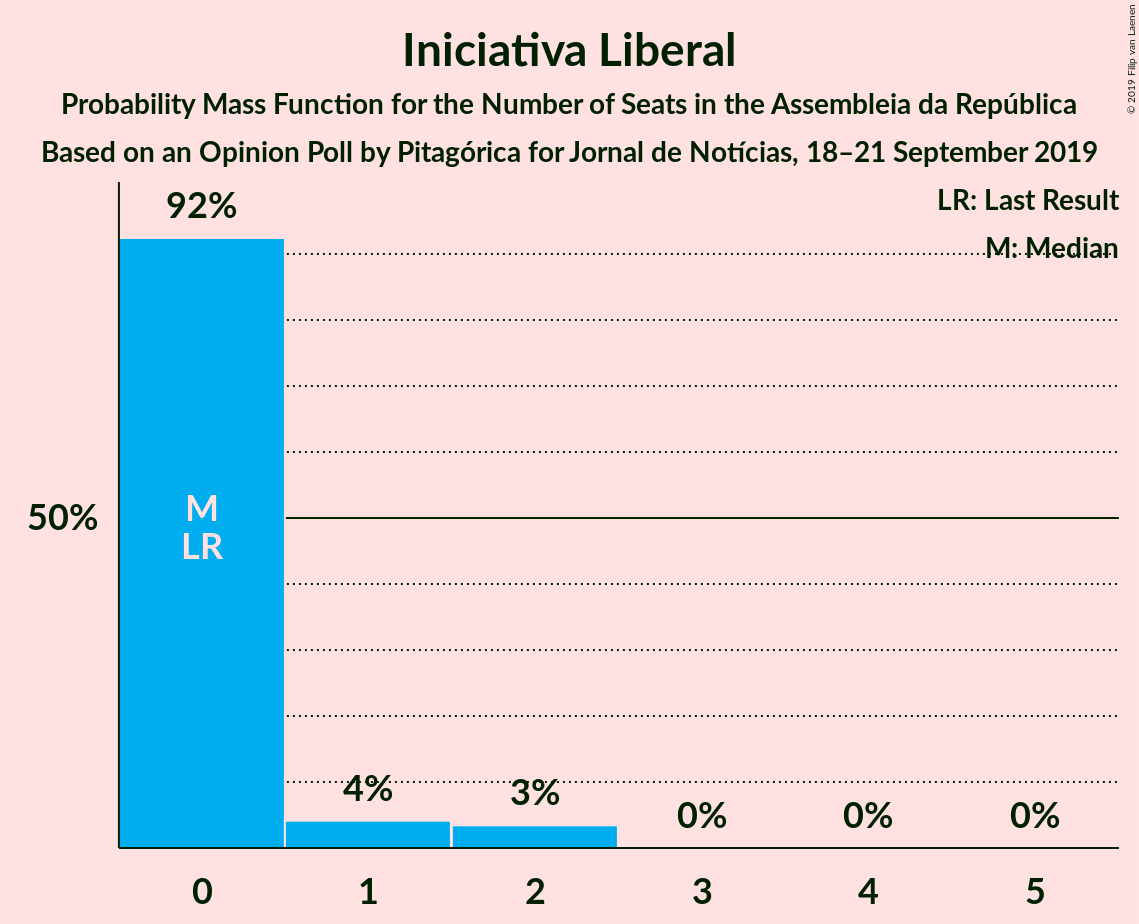 Iniciativa Liberal
Probability Mass Function for the Number of Seats in the Assembleia da República
Based on an Opinion Poll by Pitagórica for Jornal de Notícias, 18–21 September 2019
© 2019 Filip van Laenen
LR: Last Result
M: Median
92%
50%
M
LR
4%
3%
0%
0%
0%
0
1
2
3
4
5